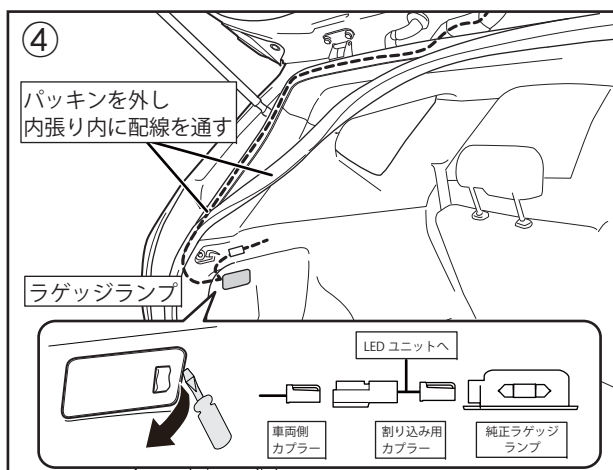 ④
パッキンを外し
内張り内に配線を通す
ラゲッジランプ
LED ユニットへ
車両側
カプラー
割り込み用
カプラー
純正ラゲッジ
ランプ